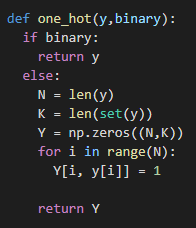 def one_hot(y,binary):
  if binary:
    return y
  else:
    N = len(y)
    K = len(set(y))
    Y = np.zeros((N,K))
    for i in range(N):
      Y[i, y[i]] = 1

    return Y